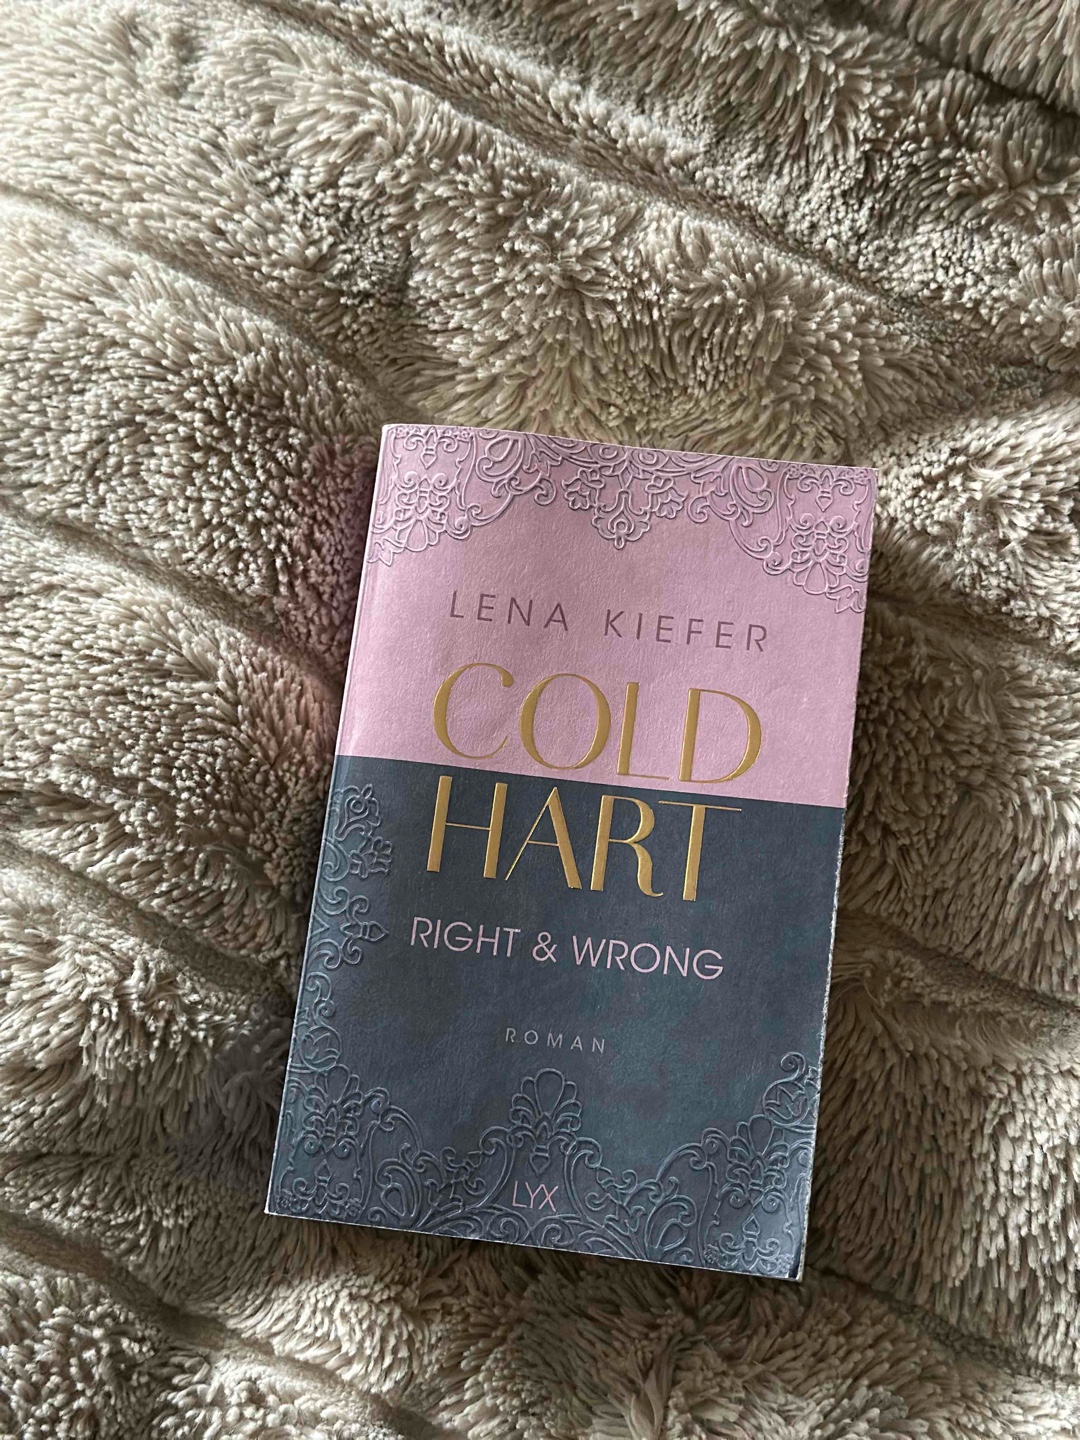 LENA KIEFER
COLD
HART
RIGHT & WRONG
ROMAN
LYX